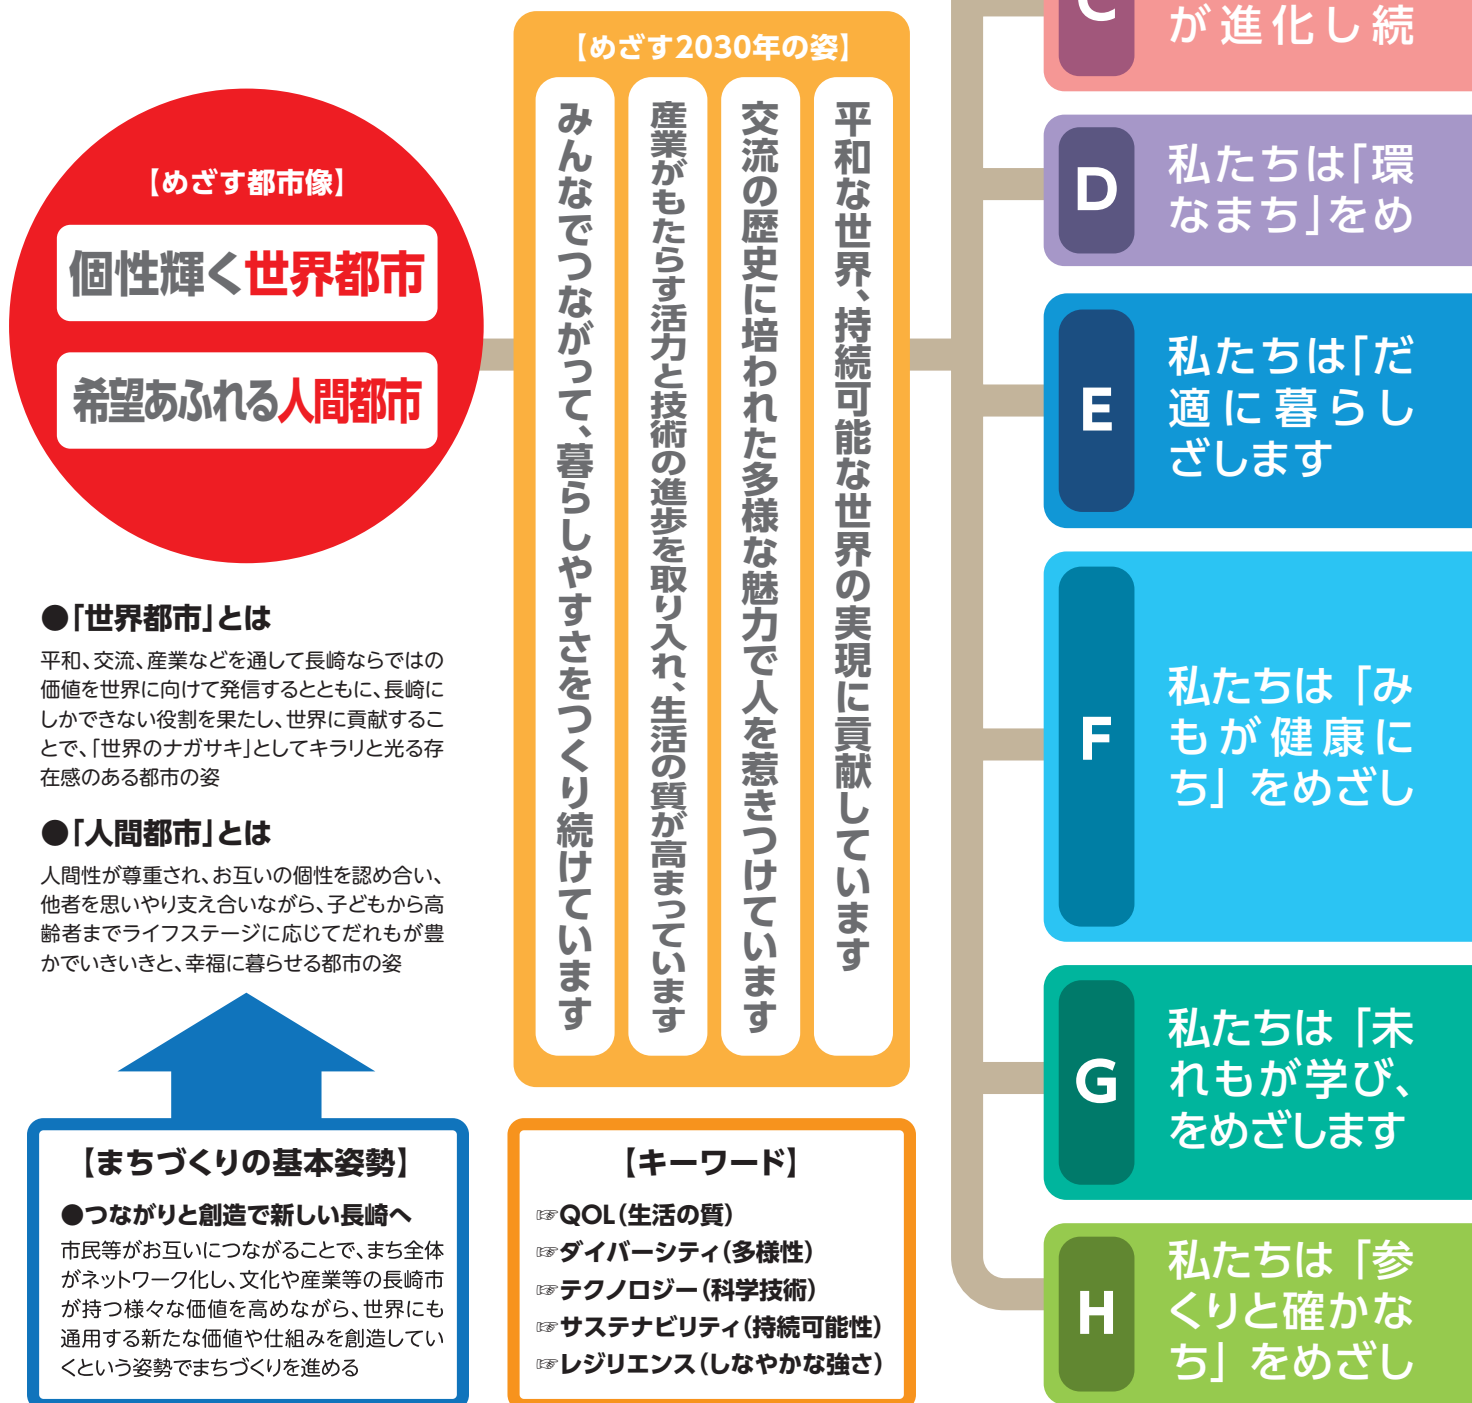 【めざす都市像】
個性輝く世界都市
希望あふれる人間都市
●「世界都市」とは
平和、交流、産業などを通して長崎ならではの
価値を世界に向けて発信するとともに、長崎に
しかできない役割を果たし、世界に貢献するこ
とで、「世界のナガサキ」としてキラリと光る存
在感のある都市の姿
●「人間都市」とは
人間性が尊重され、お互いの個性を認め合い、
他者を思いやり支え合いながら、子どもから高
齢者までライフステージに応じてだれもが豊
かでいきいきと、幸福に暮らせる都市の姿
【まちづくりの基本姿勢】
●つながりと創造で新しい長崎へ
市民等がお互いにつながることで、まち全体
がネットワーク化し、文化や産業等の長崎市
が持つ様々な価値を高めながら、世界にも
通用する新たな価値や仕組みを創造してい
くという姿勢でまちづくりを進める
【めざす2030年の姿】
平和な世界、持続可能な世界の実現に貢献しています
交流の歴史に培われた多様な魅力で人を惹きつけています
産業がもたらす活力と技術の進歩を取り入れ、生活の質が高まっています
みんなでつながって、暮らしやすさをつくり続けています
【キーワード】
☞QOL（生活の質）
☞ダイバーシティ（多様性）
☞テクノロジー（科学技術）
☞サステナビリティ（持続可能性）
☞レジリエンス（しなやかな強さ）
C
が進化し続
D
私たちは「環
なまち」をめ
E
私たちは「だ
適に暮らし
ざします
F
私たちは「み
もが健康に
ち」をめざし
G
私たちは「未
れもが学び、
をめざします
H
私たちは「参
くりと確かな
ち」をめざし